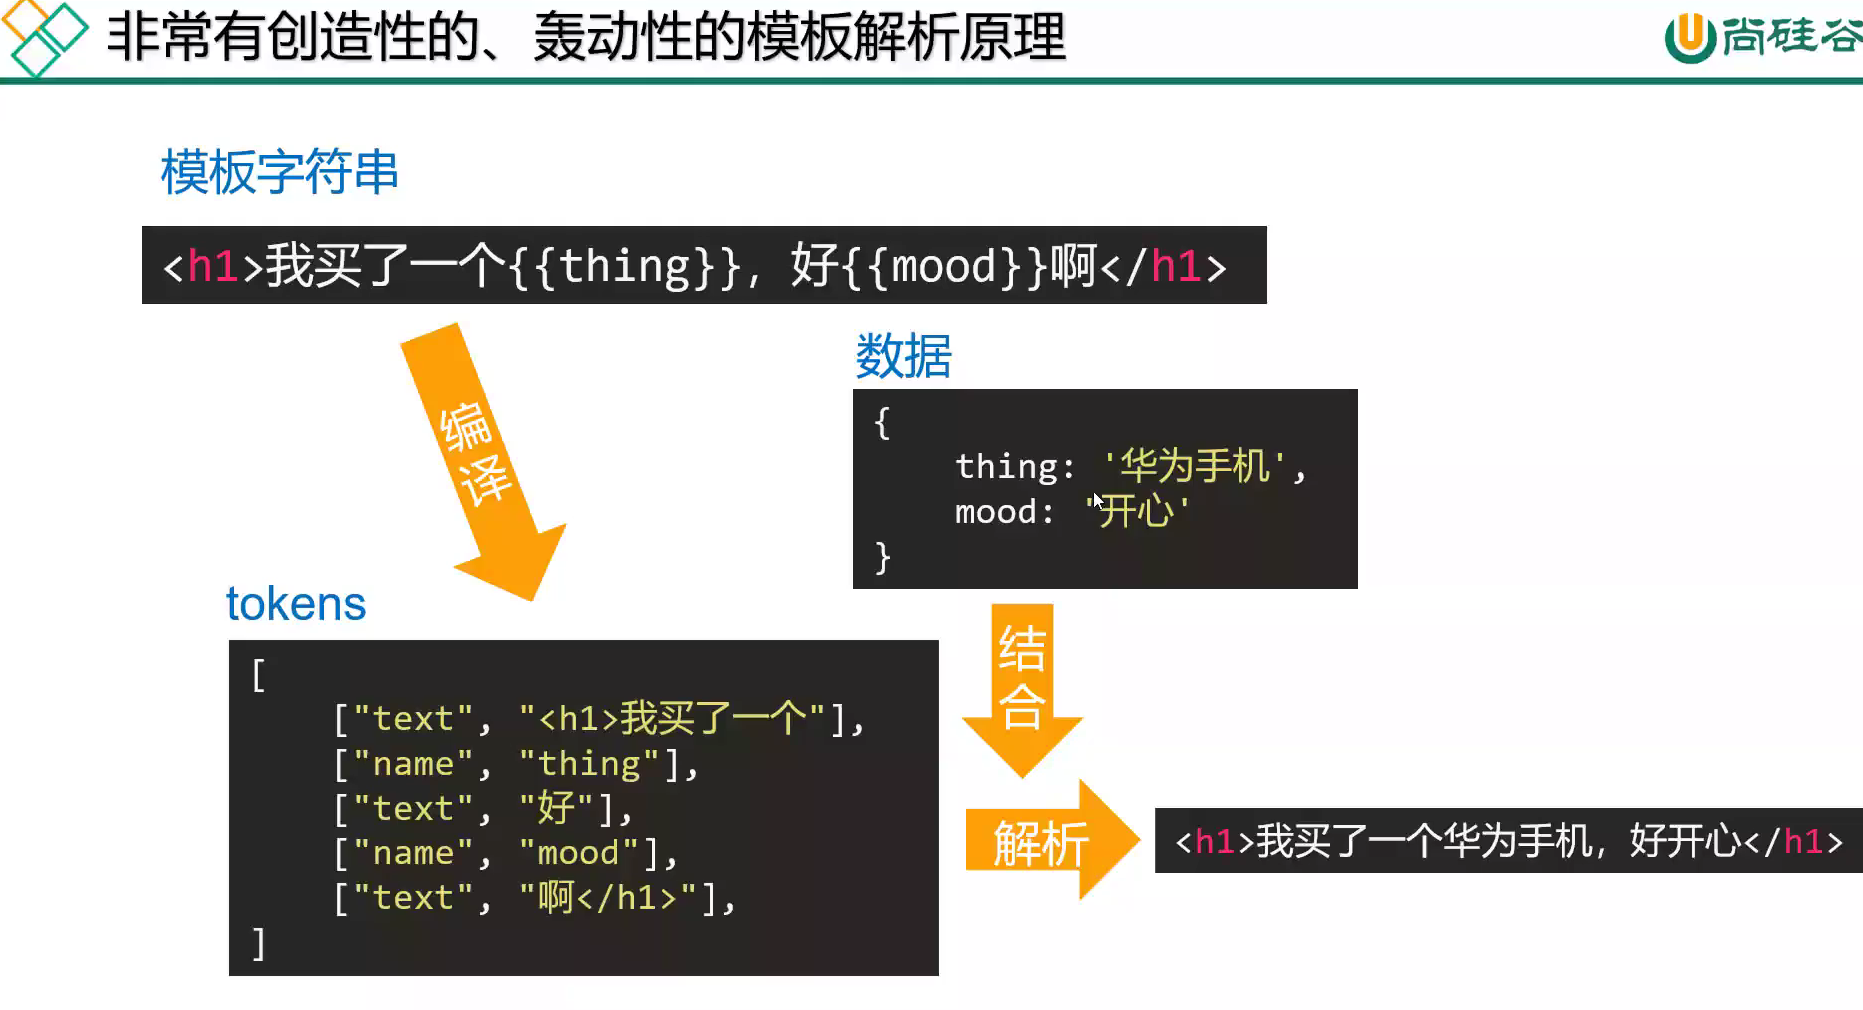 非常有创造性的、轰动性的模板解析原理
尚硅谷
模板字符串
<h1>我买了一个{{thing}}，好{{mood}}啊</h1>
编译
数据
{
thing: '华为手机',
mood: '开心'
}
tokens
[
["text", "<h1>我买了一个"],
["name", "thing"],
["text", "好"],
["name", "mood"],
["text", "啊</h1>"],
]
结合
解析
<h1>我买了一个华为手机，好开心</h1>